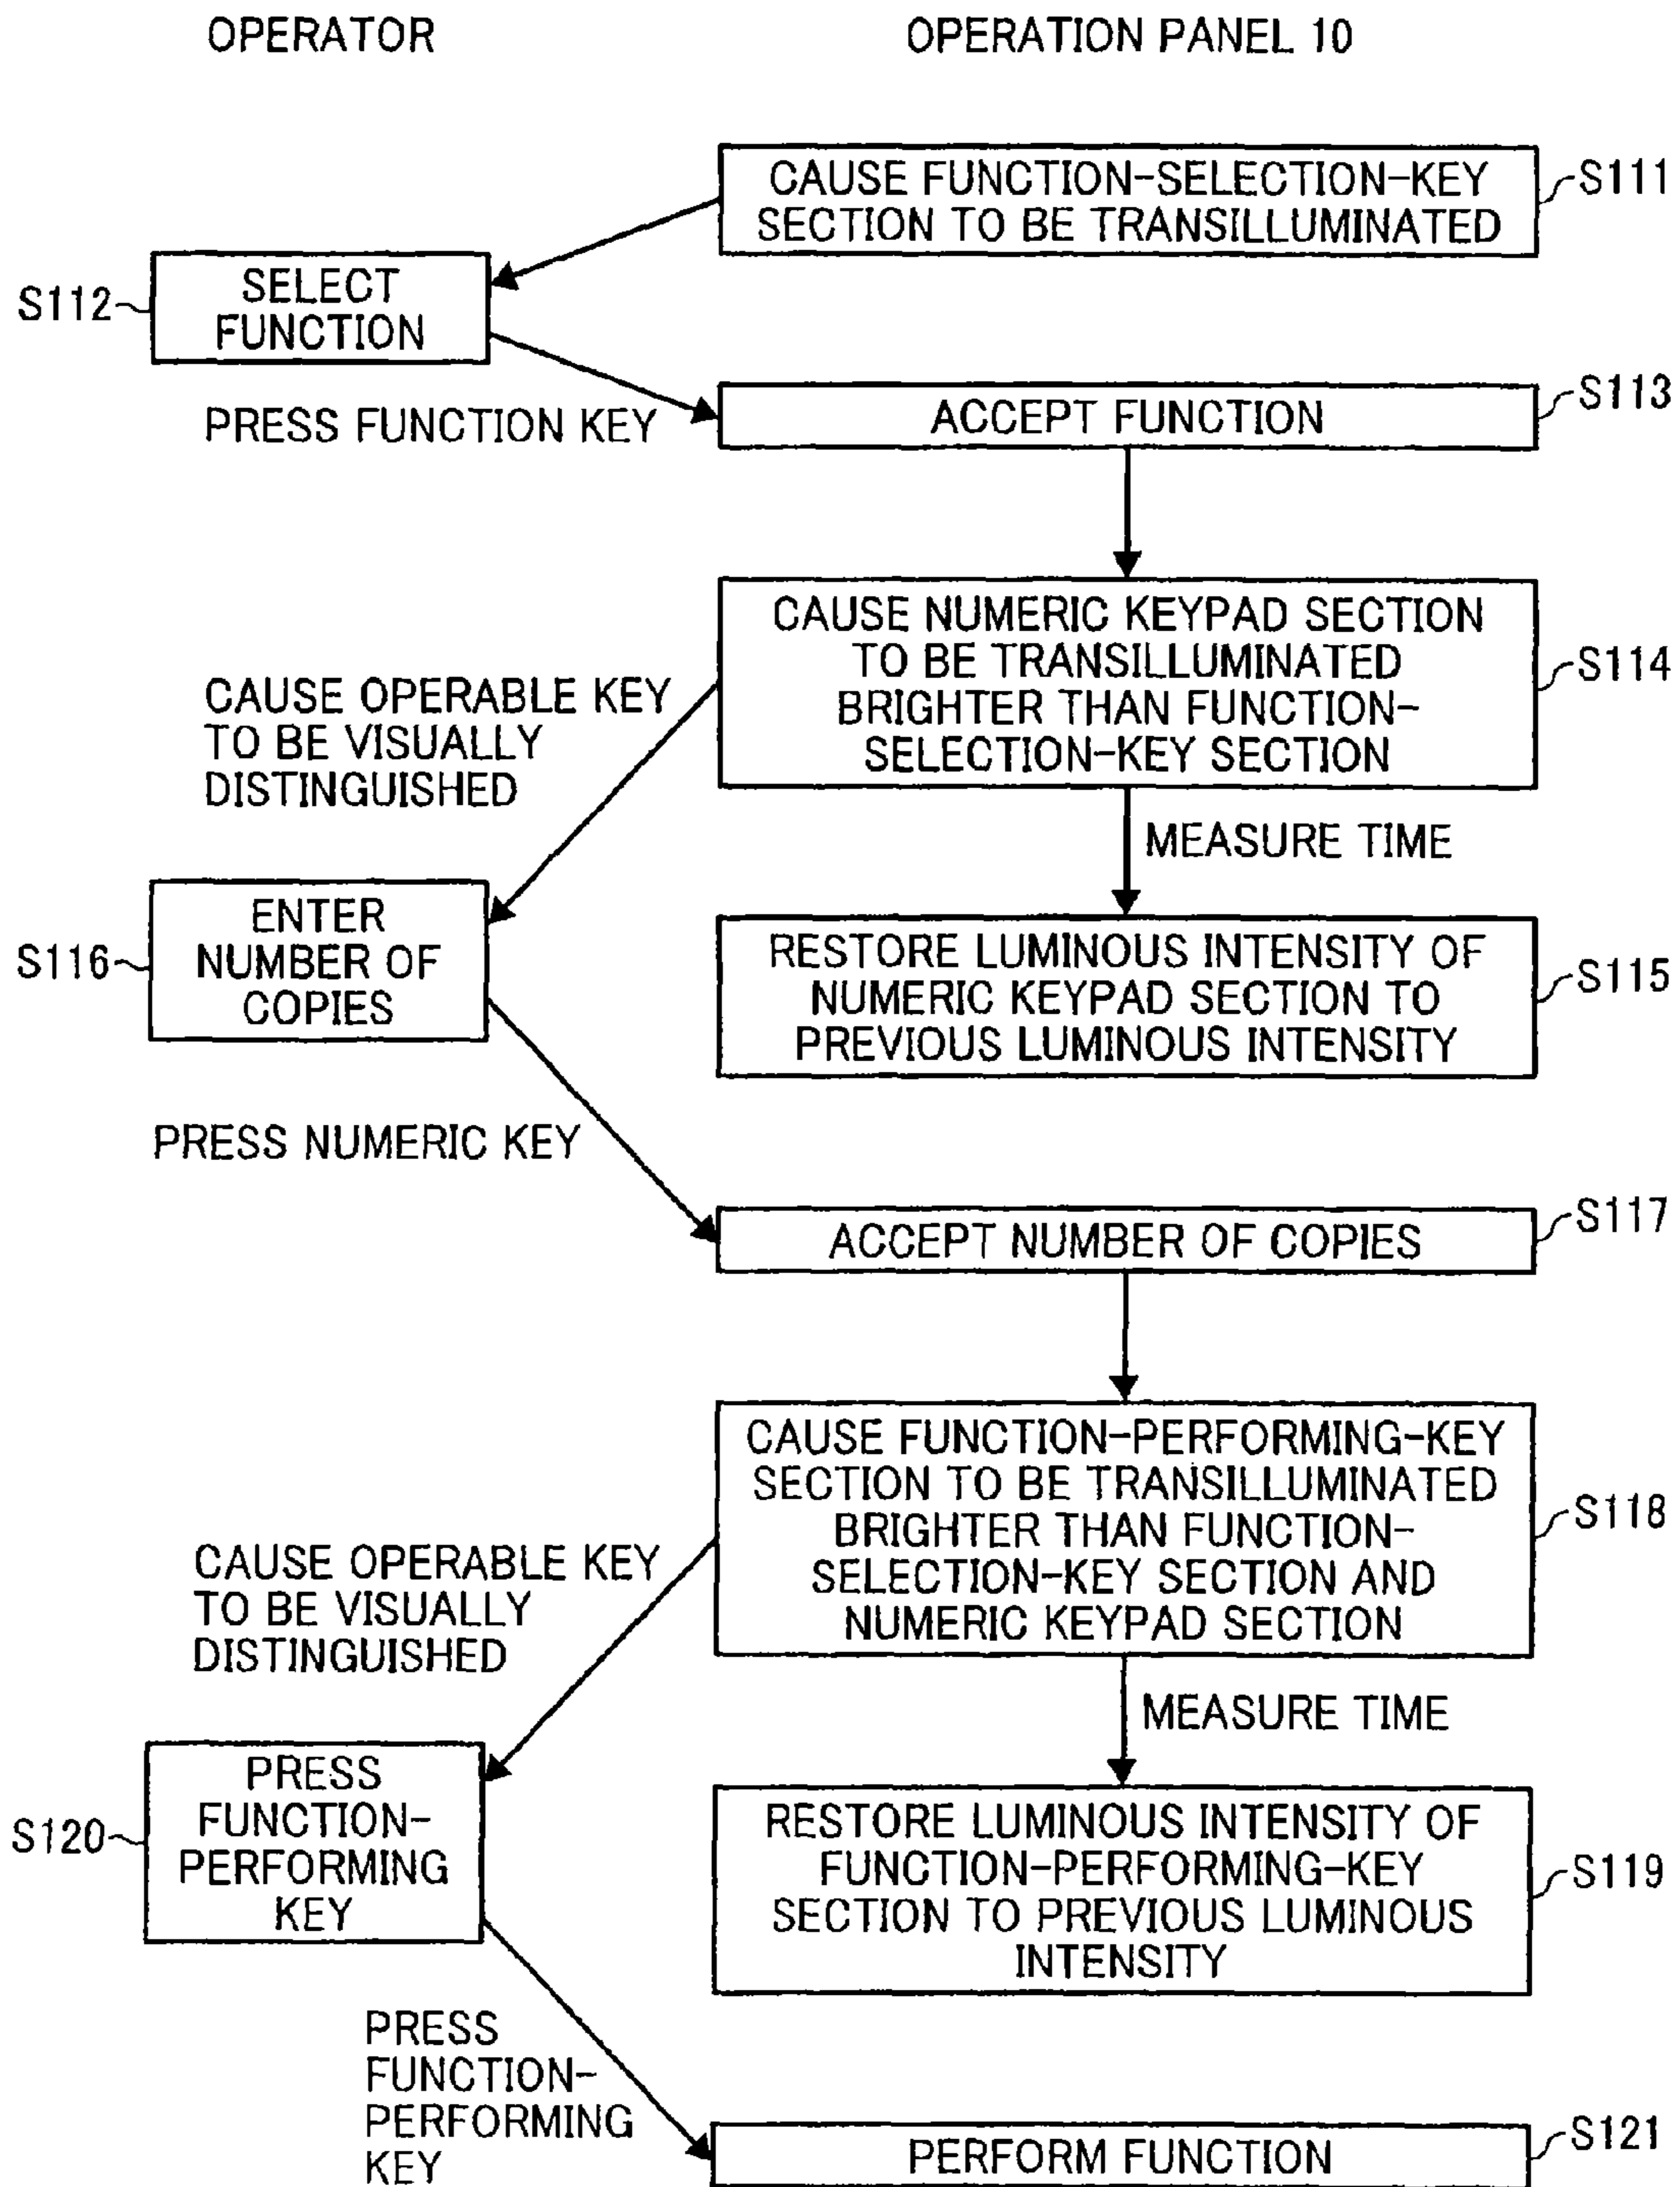 OPERATOR
OPERATION PANEL 10
CAUSE FUNCTION-SELECTION-KEY
SECTION TO BE TRANSILLUMINATED
S111
S112
SELECT
FUNCTION
PRESS FUNCTION KEY
ACCEPT FUNCTION
S113
CAUSE NUMERIC KEYPAD SECTION
TO BE TRANSILLUMINATED
BRIGHTER THAN FUNCTION-
SELECTION-KEY SECTION
S114
CAUSE OPERABLE KEY
TO BE VISUALLY
DISTINGUISHED
MEASURE TIME
S116
ENTER
NUMBER OF
COPIES
RESTORE LUMINOUS INTENSITY OF
NUMERIC KEYPAD SECTION TO
PREVIOUS LUMINOUS INTENSITY
S115
PRESS NUMERIC KEY
ACCEPT NUMBER OF COPIES
S117
CAUSE FUNCTION-PERFORMING-KEY
SECTION TO BE TRANSILLUMINATED
BRIGHTER THAN FUNCTION-
SELECTION-KEY SECTION AND
NUMERIC KEYPAD SECTION
S118
CAUSE OPERABLE KEY
TO BE VISUALLY
DISTINGUISHED
MEASURE TIME
S120
PRESS
FUNCTION-
PERFORMING
KEY
RESTORE LUMINOUS INTENSITY OF
FUNCTION-PERFORMING-KEY
SECTION TO PREVIOUS LUMINOUS
INTENSITY
S119
PRESS
FUNCTION-
PERFORMING
KEY
PERFORM FUNCTION
S121